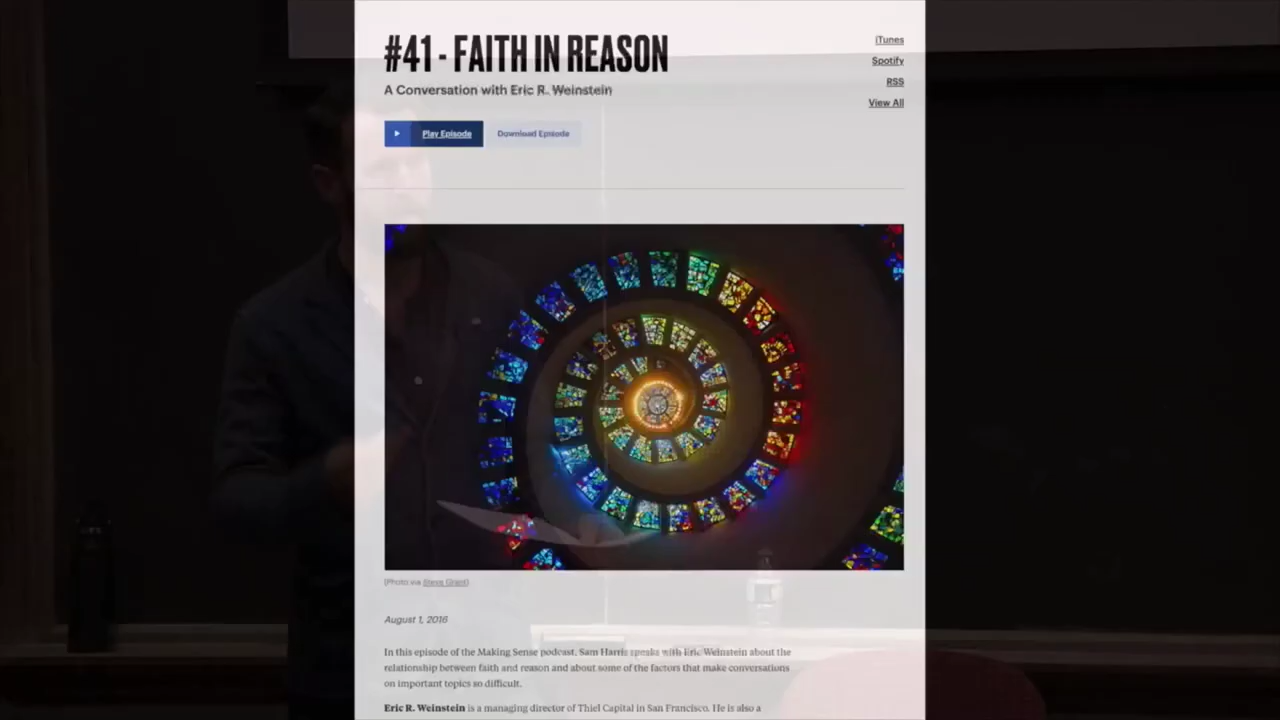 #41 - FAITH IN REASON
A Conversation with Eric R. Weinstein
iTunes
Spotify
RSS
View All
Play Episode
Download Episode
(Photo via Steve Grant)
August 1, 2016
In this episode of the Making Sense podcast, Sam Harris speaks with Eric Weinstein about the
relationship between faith and reason and about some of the factors that make conversations
on important topics so difficult.
Eric R. Weinstein is a managing director of Thiel Capital in San Francisco. He is also a